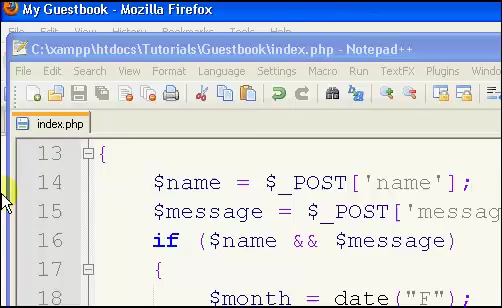 My Guestbook - Mozilla Firefox
C:\xampp\htdocs\Tutorials\Guestbook\index.php - Notepad++
File Edit Search View Format Language Settings Macro Run TextFX Plugins Window
index.php
13 {
14 $name = $_POST['name'];
15 $message = $_POST['messag
16 if ($name && $message)
17 {
18 $month = date("F");